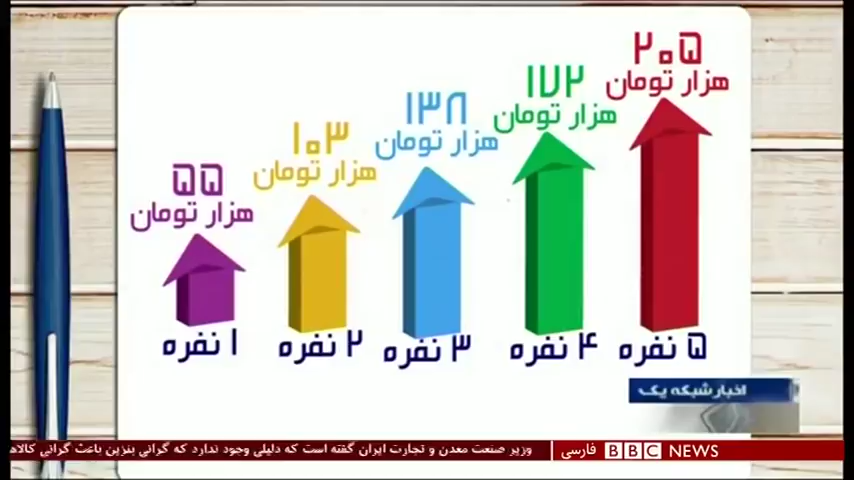 ۵۵
هزار تومان
۱ نفره
۱۰۳
هزار تومان
۲ نفره
۱۳۸
هزار تومان
۳ نفره
۱۷۲
هزار تومان
۴ نفره
۲۰۵
هزار تومان
۵ نفره
اخبار شبکه یک
وزیر صنعت معدن و تجارت ایران گفته است که دلیلی وجود ندارد که گرانی بنزین باعث گرانی کالاها
BBC NEWS فارسی